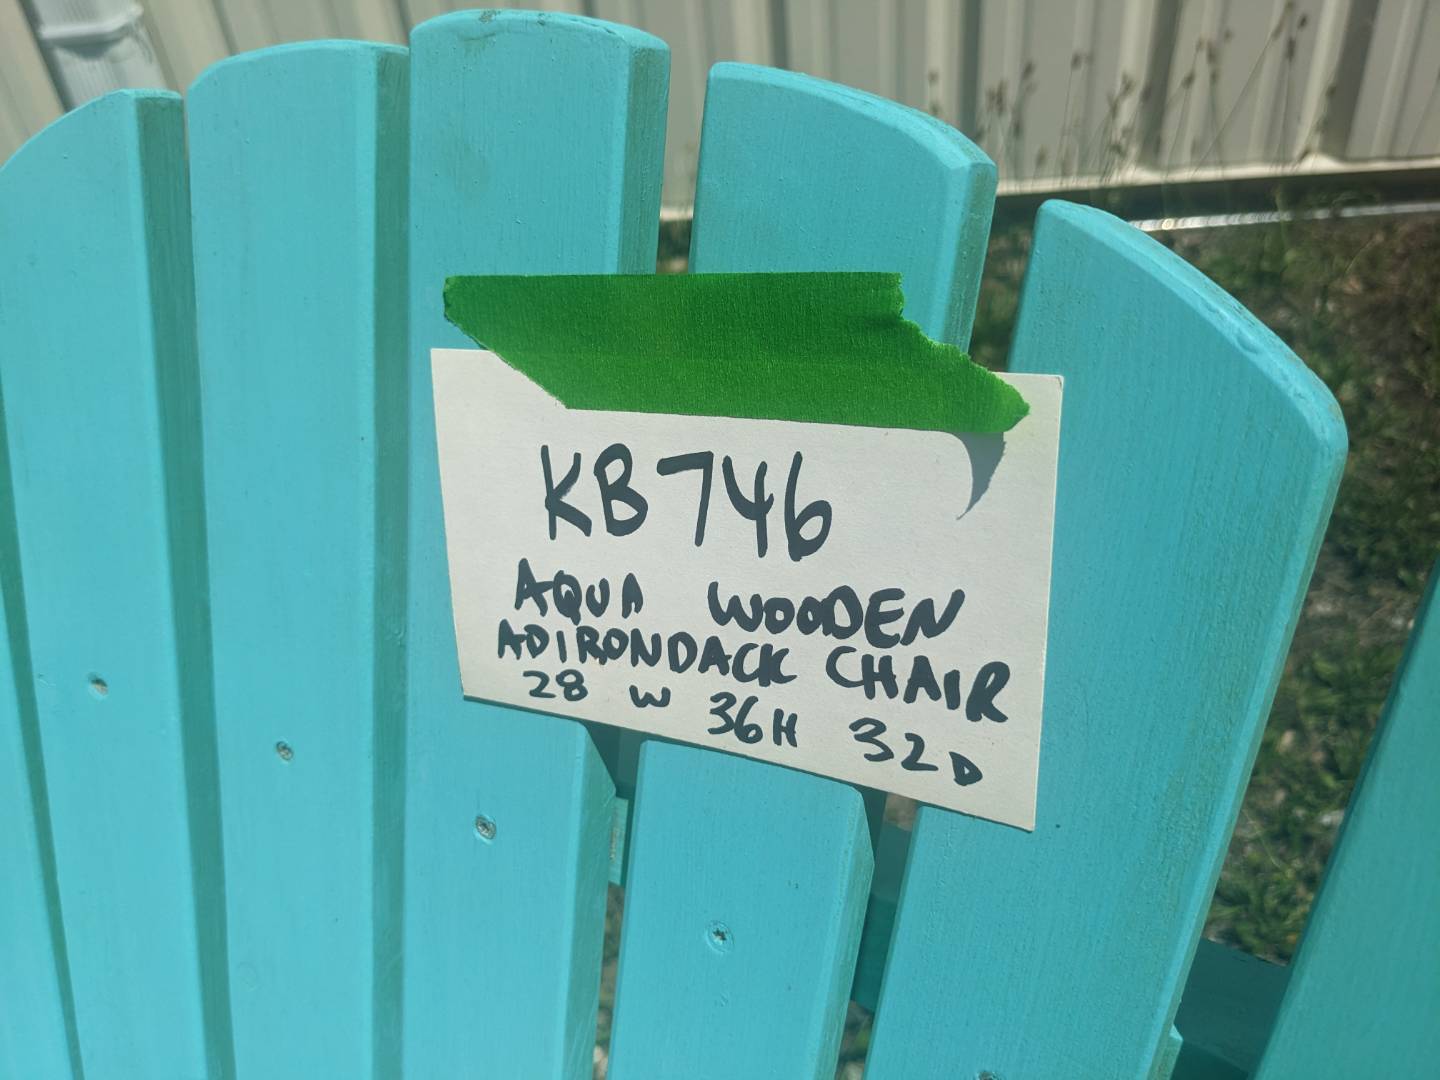 KB746
AQUA WOODEN
ADIRONDACK CHAIR
28 W 36H 32D